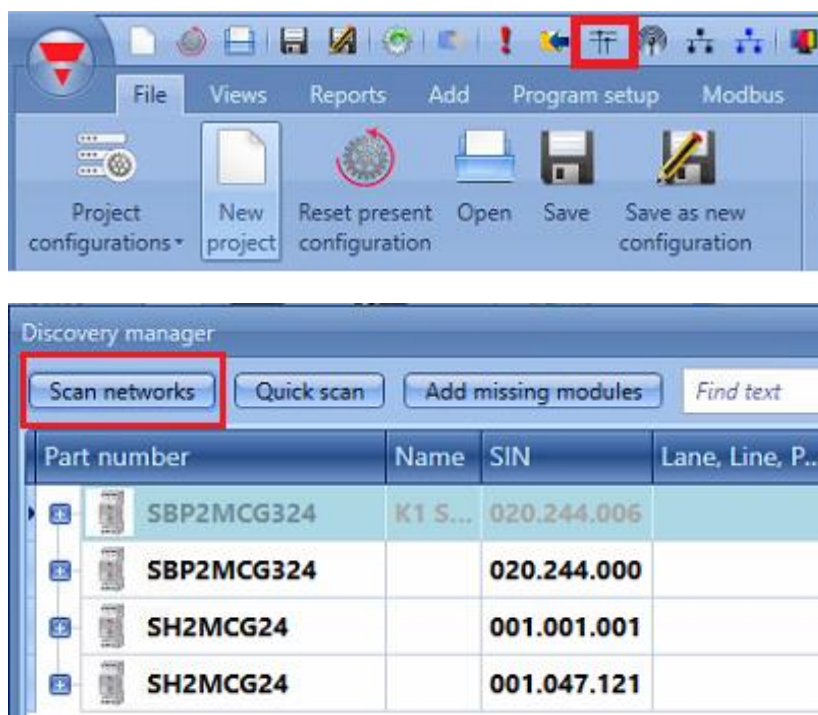 File Views Reports Add Program setup Modbus
Project configurations
New project
Reset present configuration
Open
Save
Save as new configuration
Discovery manager
Scan networks Quick scan Add missing modules Find text
Part number Name SIN Lane, Line, P...
SBP2MCG324 K1 S... 020.244.006
SBP2MCG324 020.244.000
SH2MCG24 001.001.001
SH2MCG24 001.047.121